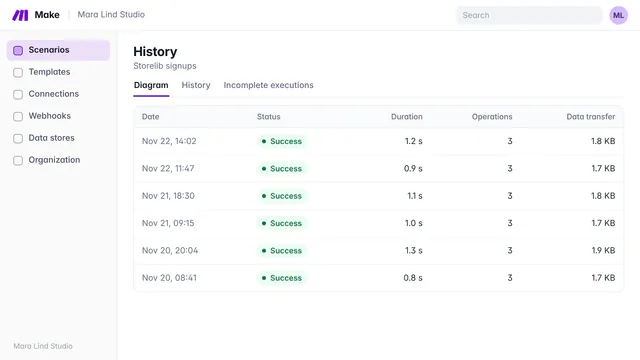 Make Mara Lind Studio Search ML
Scenarios
Templates
Connections
Webhooks
Data stores
Organization
Mara Lind Studio
History
Storelib signups
Diagram History Incomplete executions
Date Status Duration Operations Data transfer
Nov 22, 14:02 Success 1.2 s 3 1.8 KB
Nov 22, 11:47 Success 0.9 s 3 1.7 KB
Nov 21, 18:30 Success 1.1 s 3 1.8 KB
Nov 21, 09:15 Success 1.0 s 3 1.7 KB
Nov 20, 20:04 Success 1.3 s 3 1.9 KB
Nov 20, 08:41 Success 0.8 s 3 1.7 KB